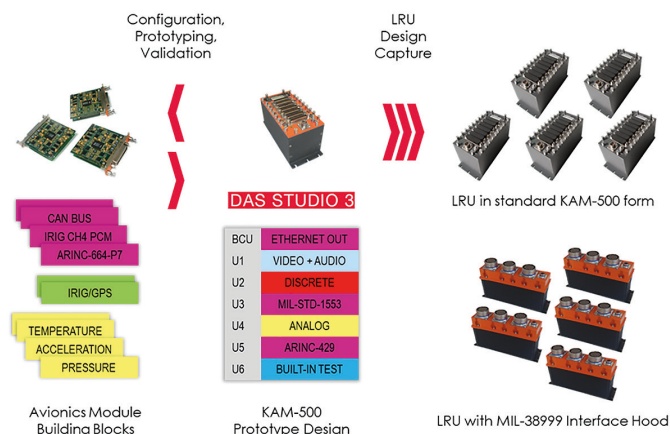 Configuration,
Prototyping,
Validation
LRU
Design
Capture
DAS STUDIO 3
CAN BUS
IRIG CH4 PCM
ARINC-664-P7
IRIG/GPS
TEMPERATURE
ACCELERATION
PRESSURE
Avionics Module
Building Blocks
BCU ETHERNET OUT
U1 VIDEO + AUDIO
U2 DISCRETE
U3 MIL-STD-1553
U4 ANALOG
U5 ARINC-429
U6 BUILT-IN TEST
KAM-500
Prototype Design
LRU in standard KAM-500 form
LRU with MIL-38999 Interface Hood